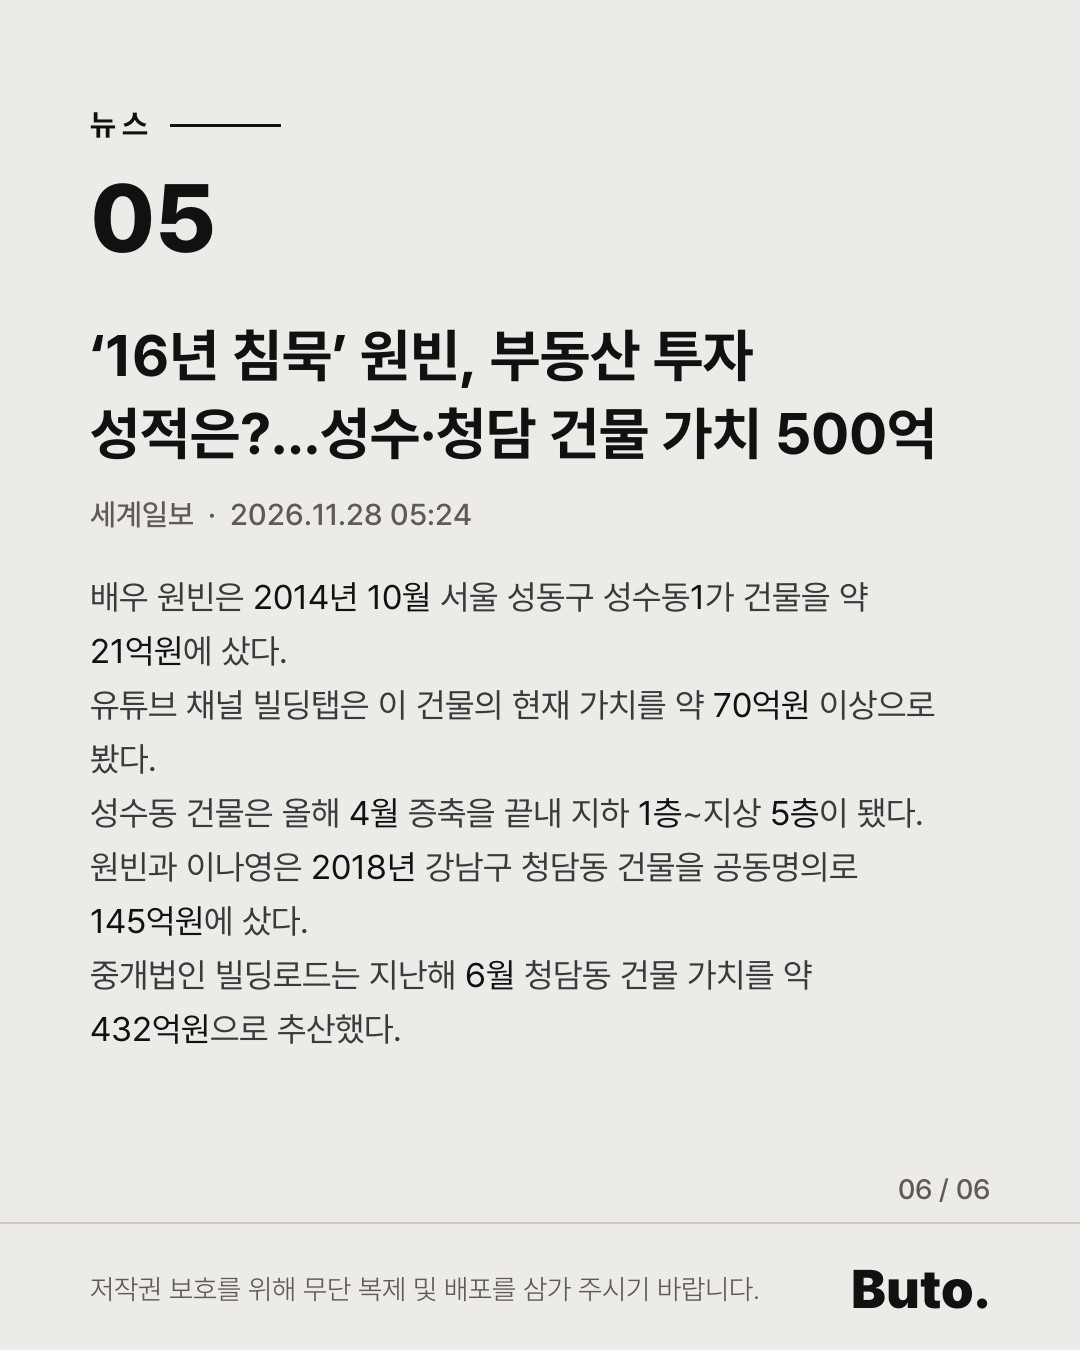 뉴스
05
‘16년 침묵’ 원빈, 부동산 투자
성적은?…성수·청담 건물 가치 500억
세계일보 · 2026.11.28 05:24
배우 원빈은 2014년 10월 서울 성동구 성수동1가 건물을 약
21억원에 샀다.
유튜브 채널 빌딩탭은 이 건물의 현재 가치를 약 70억원 이상으로
봤다.
성수동 건물은 올해 4월 증축을 끝내 지하 1층~지상 5층이 됐다.
원빈과 이나영은 2018년 강남구 청담동 건물을 공동명의로
145억원에 샀다.
중개법인 빌딩로드는 지난해 6월 청담동 건물 가치를 약
432억원으로 추산했다.
06 / 06
저작권 보호를 위해 무단 복제 및 배포를 삼가 주시기 바랍니다.
Buto.